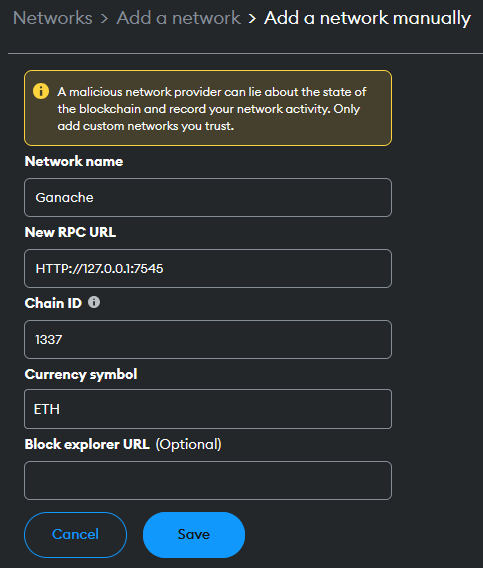 Networks > Add a network > Add a network manually
A malicious network provider can lie about the state of
the blockchain and record your network activity. Only
add custom networks you trust.
Network name
Ganache
New RPC URL
HTTP://127.0.0.1:7545
Chain ID
1337
Currency symbol
ETH
Block explorer URL (Optional)
Cancel Save